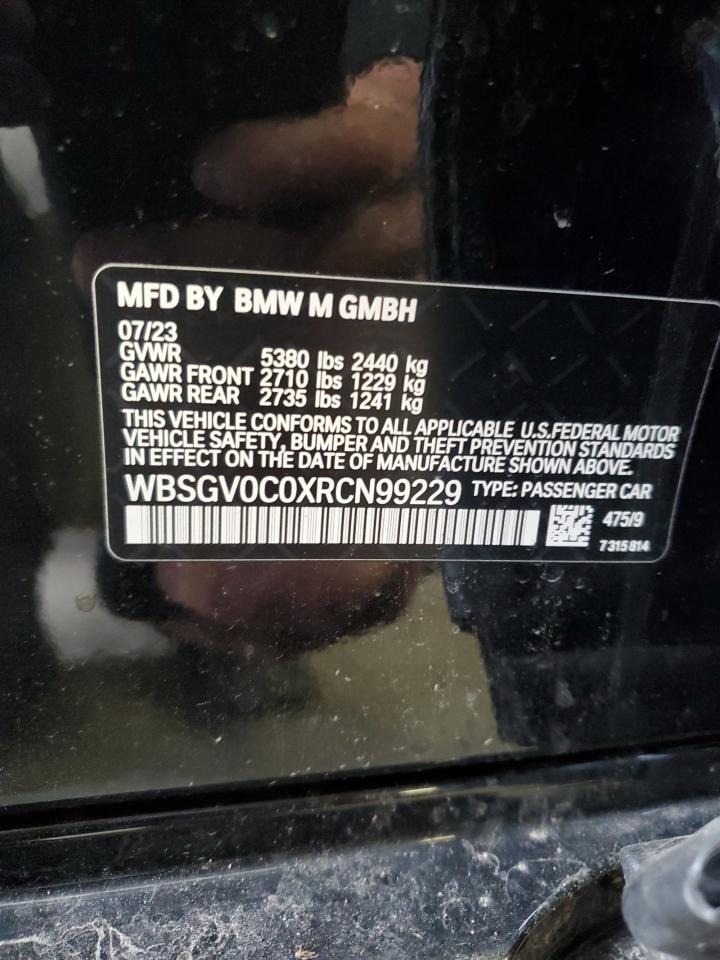 MFD BY BMW M GMBH
07/23
GVWR 5380 lbs 2440 kg
GAWR FRONT 2710 lbs 1229 kg
GAWR REAR 2735 lbs 1241 kg
THIS VEHICLE CONFORMS TO ALL APPLICABLE U.S.FEDERAL MOTOR
VEHICLE SAFETY, BUMPER AND THEFT PREVENTION STANDARDS
IN EFFECT ON THE DATE OF MANUFACTURE SHOWN ABOVE.
WBSGV0C0XRCN99229 TYPE: PASSENGER CAR
475/9
7315814